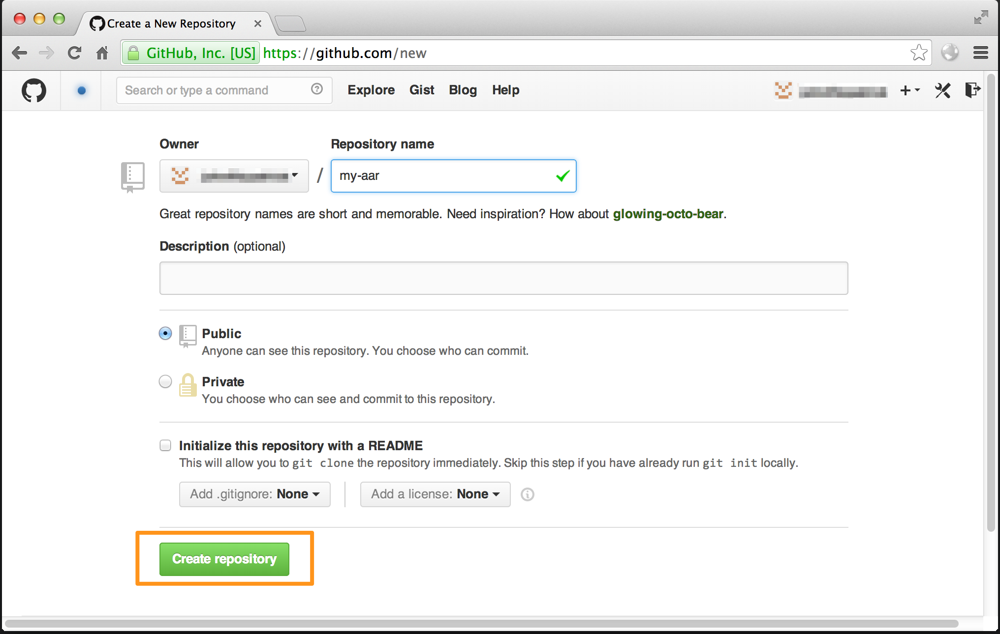 Create a New Repository
GitHub, Inc. [US] https://github.com/new
Search or type a command Explore Gist Blog Help
Owner Repository name
/ my-aar
Great repository names are short and memorable. Need inspiration? How about glowing-octo-bear.
Description (optional)
Public
Anyone can see this repository. You choose who can commit.
Private
You choose who can see and commit to this repository.
Initialize this repository with a README
This will allow you to git clone the repository immediately. Skip this step if you have already run git init locally.
Add .gitignore: None Add a license: None
Create repository